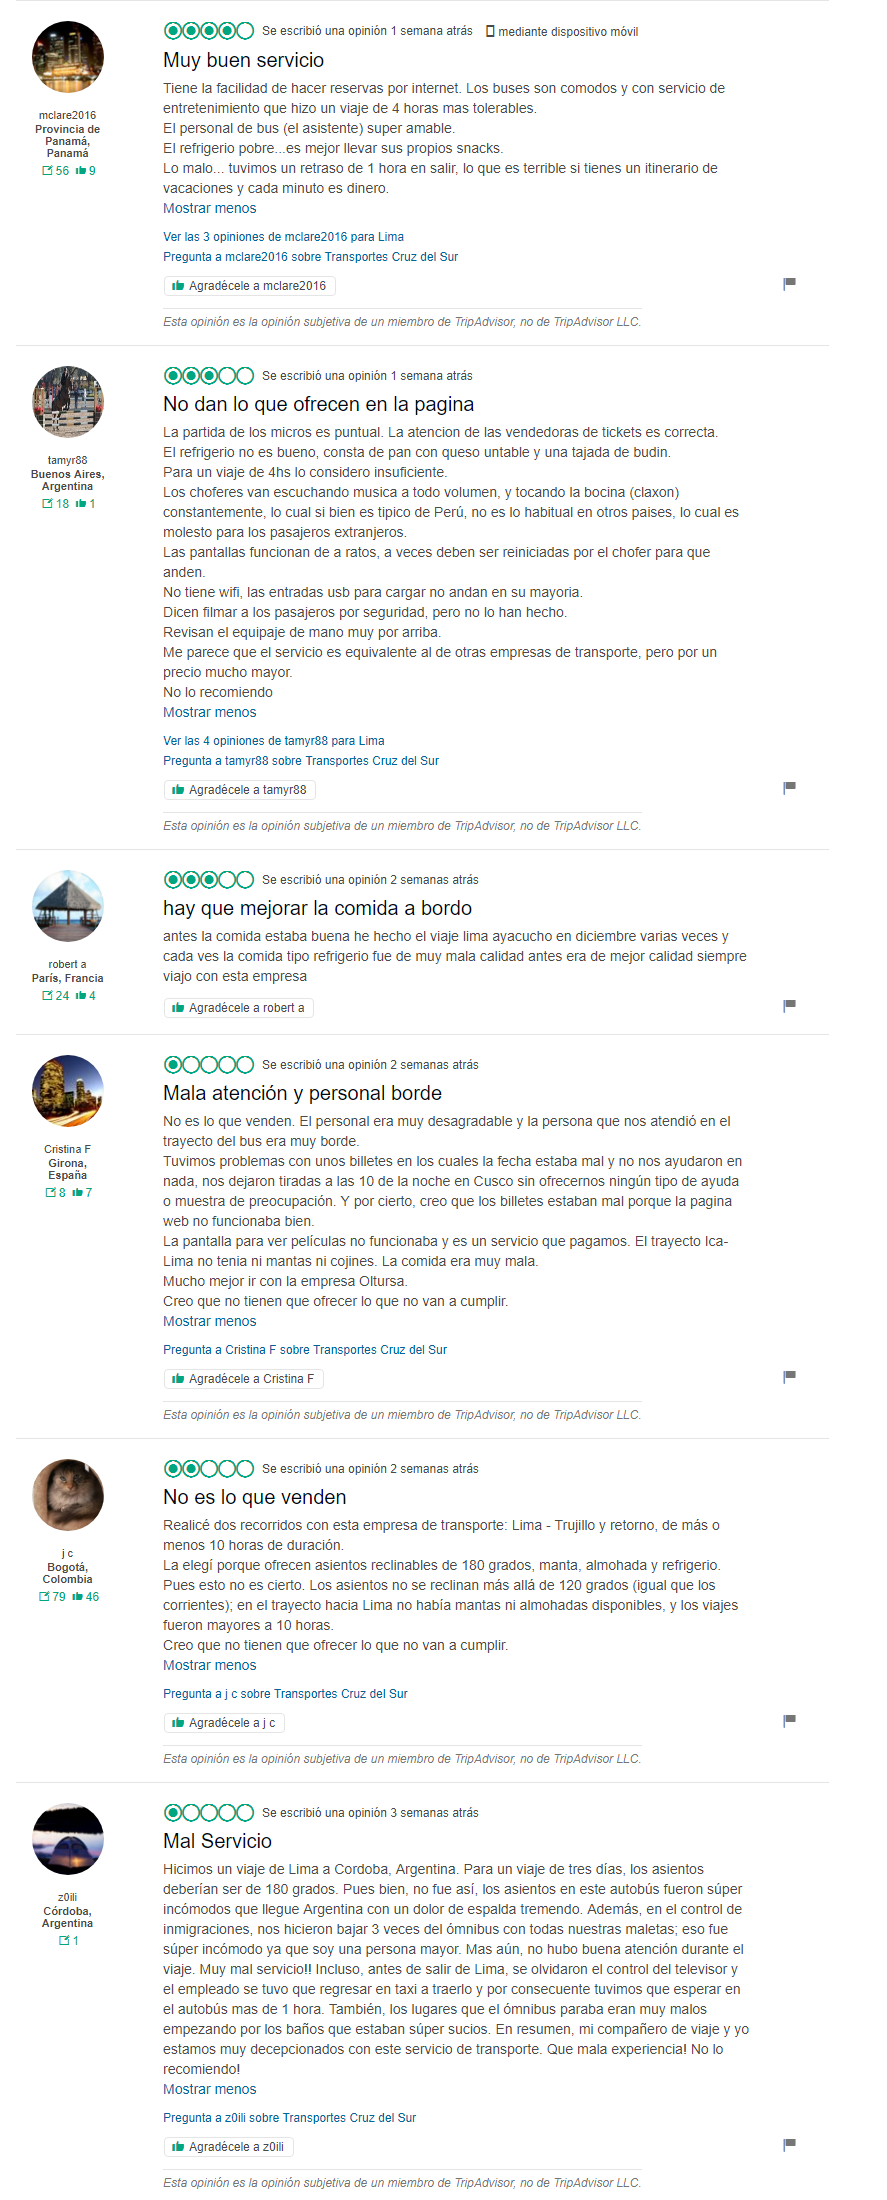 Se escribió una opinión 1 semana atrás mediante dispositivo móvil
Muy buen servicio
Tiene la facilidad de hacer reservas por internet. Los buses son comodos y con servicio de
entretenimiento que hizo un viaje de 4 horas mas tolerables.
El personal de bus (el asistente) super amable.
El refrigerio pobre...es mejor llevar sus propios snacks.
Lo malo... tuvimos un retraso de 1 hora en salir, lo que es terrible si tienes un itinerario de
vacaciones y cada minuto es dinero.
Mostrar menos
mclare2016
Provincia de
Panamá,
Panamá
56 9
Ver las 3 opiniones de mclare2016 para Lima
Pregunta a mclare2016 sobre Transportes Cruz del Sur
Agradécele a mclare2016
Esta opinión es la opinión subjetiva de un miembro de TripAdvisor, no de TripAdvisor LLC.
Se escribió una opinión 1 semana atrás
No dan lo que ofrecen en la pagina
La partida de los micros es puntual. La atencion de las vendedoras de tickets es correcta.
El refrigerio no es bueno, consta de pan con queso untable y una tajada de budin.
Para un viaje de 4hs lo considero insuficiente.
Los choferes van escuchando musica a todo volumen, y tocando la bocina (claxon)
constantemente, lo cual si bien es tipico de Perú, no es lo habitual en otros paises, lo cual es
molesto para los pasajeros extranjeros.
Las pantallas funcionan de a ratos, a veces deben ser reiniciadas por el chofer para que
anden.
No tiene wifi, las entradas usb para cargar no andan en su mayoria.
Dicen filmar a los pasajeros por seguridad, pero no lo han hecho.
Revisan el equipaje de mano muy por arriba.
Me parece que el servicio es equivalente al de otras empresas de transporte, pero por un
precio mucho mayor.
No lo recomiendo
Mostrar menos
tamyr88
Buenos Aires,
Argentina
18 1
Ver las 4 opiniones de tamyr88 para Lima
Pregunta a tamyr88 sobre Transportes Cruz del Sur
Agradécele a tamyr88
Esta opinión es la opinión subjetiva de un miembro de TripAdvisor, no de TripAdvisor LLC.
Se escribió una opinión 2 semanas atrás
hay que mejorar la comida a bordo
antes la comida estaba buena he hecho el viaje lima ayacucho en diciembre varias veces y
cada ves la comida tipo refrigerio fue de muy mala calidad antes era de mejor calidad siempre
viajo con esta empresa
robert a
París, Francia
24 4
Agradécele a robert a
Se escribió una opinión 2 semanas atrás
Mala atención y personal borde
No es lo que venden. El personal era muy desagradable y la persona que nos atendió en el
trayecto del bus era muy borde.
Tuvimos problemas con unos billetes en los cuales la fecha estaba mal y no nos ayudaron en
nada, nos dejaron tiradas a las 10 de la noche en Cusco sin ofrecernos ningún tipo de ayuda
o muestra de preocupación. Y por cierto, creo que los billetes estaban mal porque la pagina
web no funcionaba bien.
La pantalla para ver películas no funcionaba y es un servicio que pagamos. El trayecto Ica-
Lima no tenia ni mantas ni cojines. La comida era muy mala.
Mucho mejor ir con la empresa Oltursa.
Creo que no tienen que ofrecer lo que no van a cumplir.
Mostrar menos
Cristina F
Girona,
España
8 7
Pregunta a Cristina F sobre Transportes Cruz del Sur
Agradécele a Cristina F
Esta opinión es la opinión subjetiva de un miembro de TripAdvisor, no de TripAdvisor LLC.
Se escribió una opinión 2 semanas atrás
No es lo que venden
Realicé dos recorridos con esta empresa de transporte: Lima - Trujillo y retorno, de más o
menos 10 horas de duración.
La elegí porque ofrecen asientos reclinables de 180 grados, manta, almohada y refrigerio.
Pues esto no es cierto. Los asientos no se reclinan más allá de 120 grados (igual que los
corrientes); en el trayecto hacia Lima no había mantas ni almohadas disponibles, y los viajes
fueron mayores a 10 horas.
Creo que no tienen que ofrecer lo que no van a cumplir.
Mostrar menos
j c
Bogotá,
Colombia
79 46
Pregunta a j c sobre Transportes Cruz del Sur
Agradécele a j c
Esta opinión es la opinión subjetiva de un miembro de TripAdvisor, no de TripAdvisor LLC.
Se escribió una opinión 3 semanas atrás
Mal Servicio
Hicimos un viaje de Lima a Cordoba, Argentina. Para un viaje de tres días, los asientos
deberían ser de 180 grados. Pues bien, no fue así, los asientos en este autobús fueron súper
incómodos que llegue Argentina con un dolor de espalda tremendo. Además, en el control de
inmigraciones, nos hicieron bajar 3 veces del ómnibus con todas nuestras maletas; eso fue
súper incómodo ya que soy una persona mayor. Mas aún, no hubo buena atención durante el
viaje. Muy mal servicio!! Incluso, antes de salir de Lima, se olvidaron el control del televisor y
el empleado se tuvo que regresar en taxi a traerlo y por consecuente tuvimos que esperar en
el autobús mas de 1 hora. También, los lugares que el ómnibus paraba eran muy malos
empezando por los baños que estaban súper sucios. En resumen, mi compañero de viaje y yo
estamos muy decepcionados con este servicio de transporte. Que mala experiencia! No lo
recomiendo!
Mostrar menos
z0ili
Córdoba,
Argentina
1
Pregunta a z0ili sobre Transportes Cruz del Sur
Agradécele a z0ili
Esta opinión es la opinión subjetiva de un miembro de TripAdvisor, no de TripAdvisor LLC.